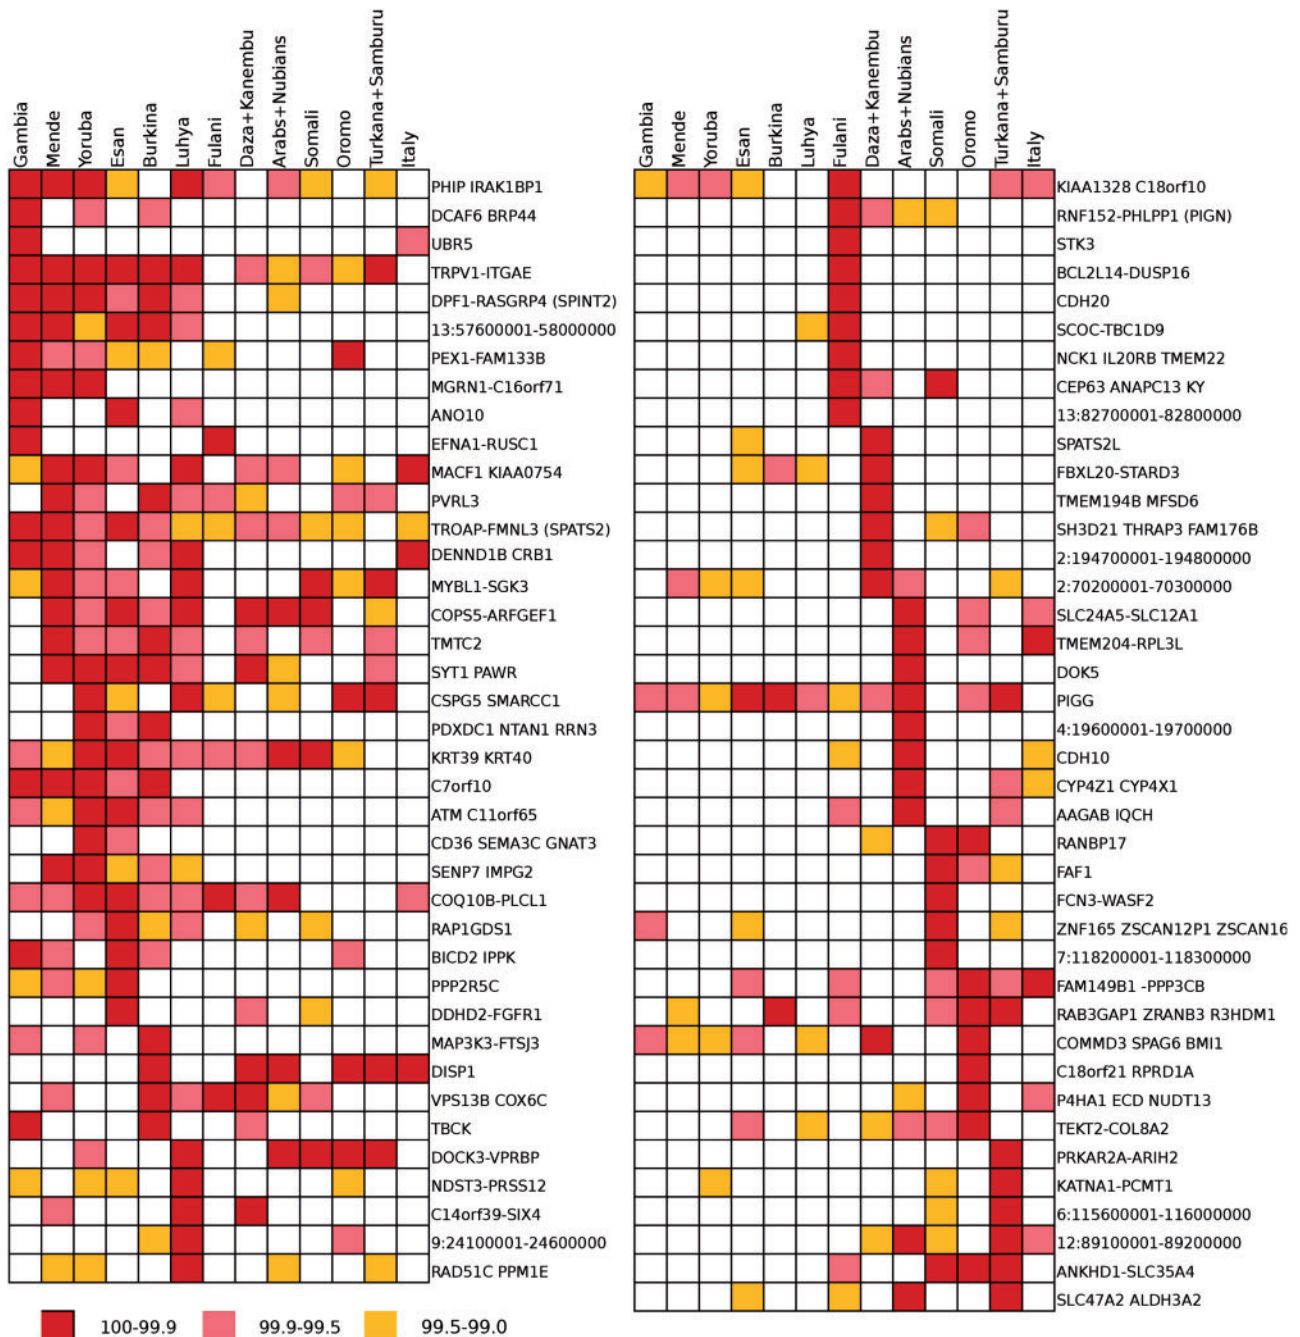 Gambia
Mende
Yoruba
Esan
Burkina
Luhya
Fulani
Daza+Kanembu
Arabs+Nubians
Somali
Oromo
Turkana+Samburu
Italy
PHIP IRAK1BP1
DCAF6 BRP44
UBR5
TRPV1-ITGAE
DPF1-RASGRP4 (SPINT2)
13:57600001-58000000
PEX1-FAM133B
MGRN1-C16orf71
ANO10
EFNA1-RUSC1
MACF1 KIAA0754
PVRL3
TROAP-FMNL3 (SPATS2)
DENND1B CRB1
MYBL1-SGK3
COPS5-ARFGEF1
TMTC2
SYT1 PAWR
CSPG5 SMARCC1
PDXDC1 NTAN1 RRN3
KRT39 KRT40
C7orf10
ATM C11orf65
CD36 SEMA3C GNAT3
SENP7 IMPG2
COQ10B-PLCL1
RAP1GDS1
BICD2 IPPK
PPP2R5C
DDHD2-FGFR1
MAP3K3-FTSJ3
DISP1
VPS13B COX6C
TBCK
DOCK3-VPRBP
NDST3-PRSS12
C14orf39-SIX4
9:24100001-24600000
RAD51C PPM1E
100-99.9
99.9-99.5
99.5-99.0
Gambia
Mende
Yoruba
Esan
Burkina
Luhya
Fulani
Daza+Kanembu
Arabs+Nubians
Somali
Oromo
Turkana+Samburu
Italy
KIAA1328 C18orf10
RNF152-PHLPP1 (PIGN)
STK3
BCL2L14-DUSP16
CDH20
SCOC-TBC1D9
NCK1 IL20RB TMEM22
CEP63 ANAPC13 KY
13:82700001-82800000
SPATS2L
FBXL20-STARD3
TMEM194B MFSD6
SH3D21 THRAP3 FAM176B
2:194700001-194800000
2:70200001-70300000
SLC24A5-SLC12A1
TMEM204-RPL3L
DOK5
PIGG
4:19600001-19700000
CDH10
CYP4Z1 CYP4X1
AAGAB IQCH
RANBP17
FAF1
FCN3-WASF2
ZNF165 ZSCAN12P1 ZSCAN16
7:118200001-118300000
FAM149B1 -PPP3CB
RAB3GAP1 ZRANB3 R3HDM1
COMMD3 SPAG6 BMI1
C18orf21 RPRD1A
P4HA1 ECD NUDT13
TEKT2-COL8A2
PRKAR2A-ARIH2
KATNA1-PCMT1
6:115600001-116000000
12:89100001-89200000
ANKHD1-SLC35A4
SLC47A2 ALDH3A2